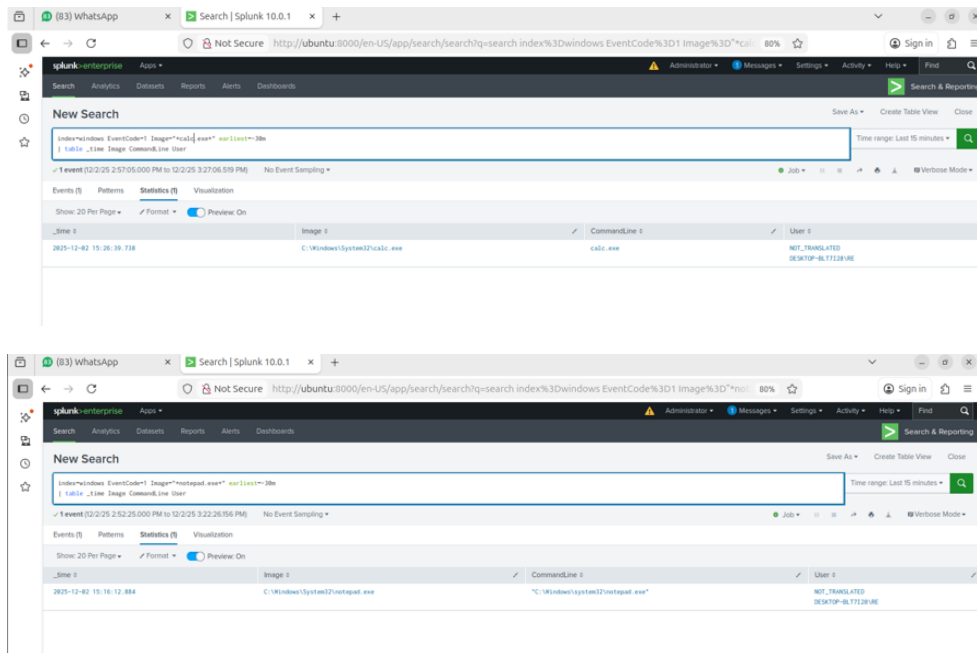 (83) WhatsApp × Search | Splunk 10.0.1 × +
Not Secure http://ubuntu:8000/en-US/app/search/search?q=search index%3Dwindows EventCode%3D1 Image%3D"*cal 80% Sign in
splunk>enterprise Apps Administrator 1 Messages Settings Activity Help Find
Search Analytics Datasets Reports Alerts Dashboards Search & Reporting
New Search Save As Create Table View Close
index=windows EventCode=1 Image="*calc.exe*" earliest=-30m Time range: Last 15 minutes
| table _time Image CommandLine User
1 event (12/2/25 2:57:05.000 PM to 12/2/25 3:27:06.519 PM) No Event Sampling Job Verbose Mode
Events (1) Patterns Statistics (1) Visualization
Show: 20 Per Page Format Preview: On
_time Image CommandLine User
2025-12-02 15:26:39.738 C:\Windows\System32\calc.exe calc.exe NOT_TRANSLATED
DESKTOP-BLT7I28\RE
(83) WhatsApp × Search | Splunk 10.0.1 × +
Not Secure http://ubuntu:8000/en-US/app/search/search?q=search index%3Dwindows EventCode%3D1 Image%3D"*not 80% Sign in
splunk>enterprise Apps Administrator 1 Messages Settings Activity Help Find
Search Analytics Datasets Reports Alerts Dashboards Search & Reporting
New Search Save As Create Table View Close
index=windows EventCode=1 Image="*notepad.exe*" earliest=-30m Time range: Last 15 minutes
| table _time Image CommandLine User
1 event (12/2/25 2:52:25.000 PM to 12/2/25 3:22:26.156 PM) No Event Sampling Job Verbose Mode
Events (1) Patterns Statistics (1) Visualization
Show: 20 Per Page Format Preview: On
_time Image CommandLine User
2025-12-02 15:16:12.884 C:\Windows\System32\notepad.exe "C:\Windows\system32\notepad.exe" NOT_TRANSLATED
DESKTOP-BLT7I28\RE